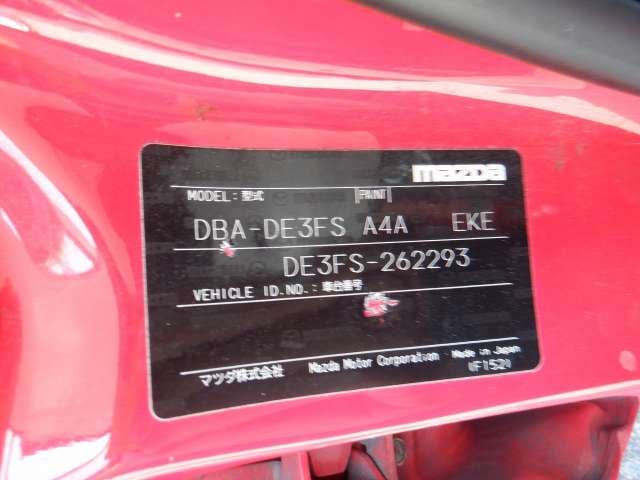 mazda
MODEL:型式 PAINT
DBA-DE3FS A4A EKE
DE3FS-262293
VEHICLE ID.NO.:車台番号
マツダ株式会社 Mazda Motor Corporation Made in Japan